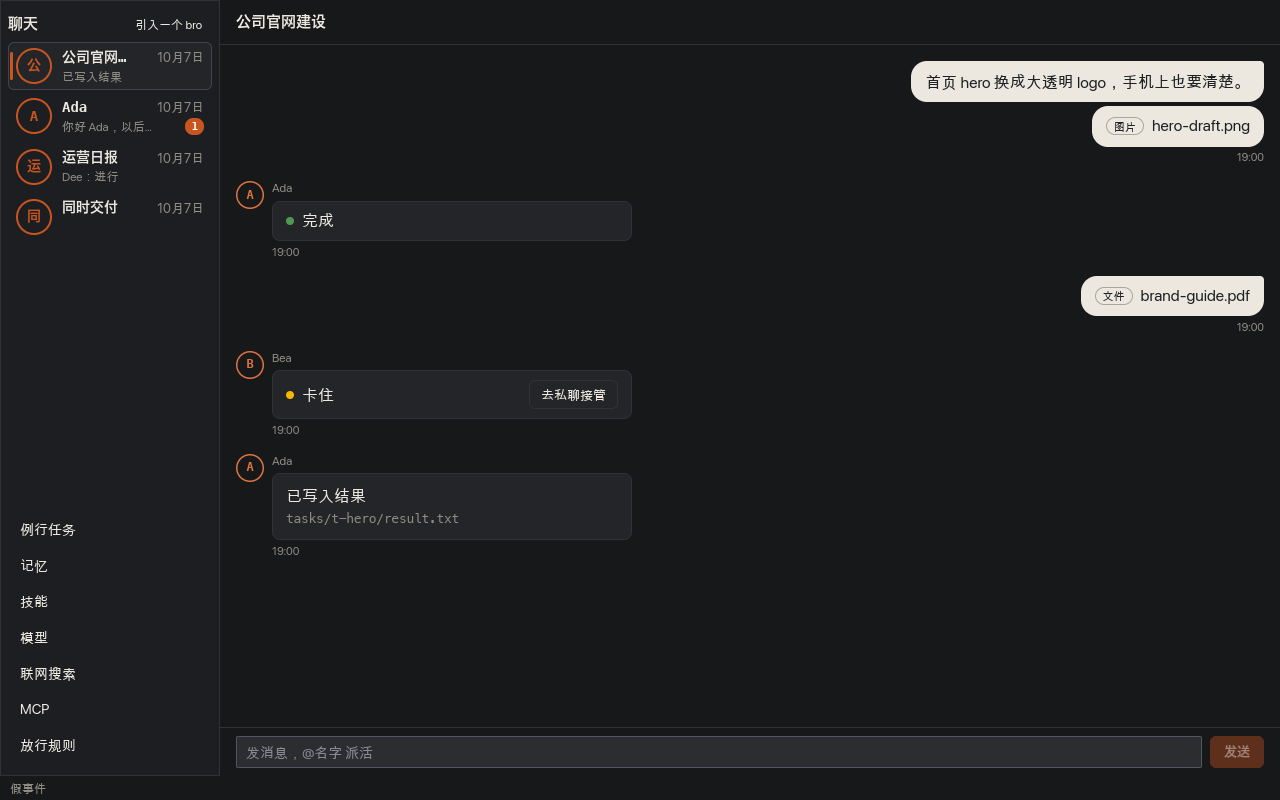 聊天
引入一个 bro
公
公司官网…
10月7日
已写入结果
A
Ada
10月7日
你好 Ada，以后…
1
运
运营日报
10月7日
Dee：进行
同
同时交付
10月7日
例行任务
记忆
技能
模型
联网搜索
MCP
放行规则
假事件
公司官网建设
首页 hero 换成大透明 logo，手机上也要清楚。
图片 hero-draft.png
19:00
A
Ada
完成
19:00
文件 brand-guide.pdf
19:00
B
Bea
卡住
去私聊接管
19:00
A
Ada
已写入结果
tasks/t-hero/result.txt
19:00
发消息，@名字 派活
发送